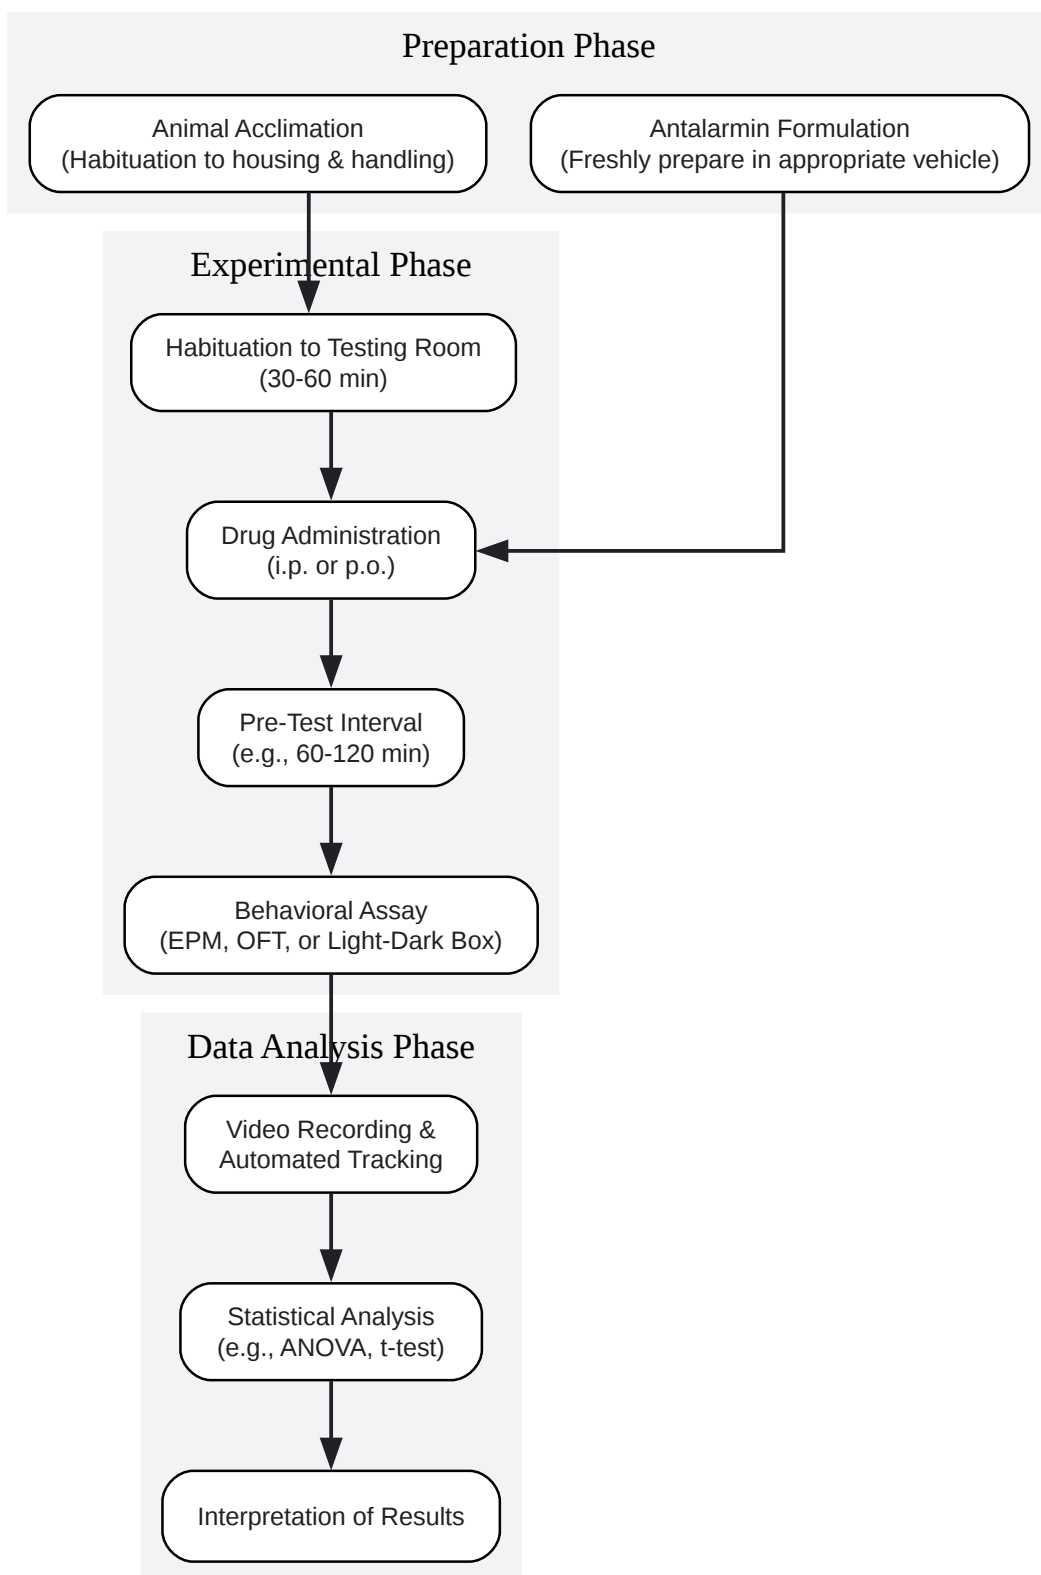 Preparation Phase
Animal Acclimation
(Habituation to housing & handling)
Antalarmin Formulation
(Freshly prepare in appropriate vehicle)
Experimental Phase
Habituation to Testing Room
(30-60 min)
Drug Administration
(i.p. or p.o.)
Pre-Test Interval
(e.g., 60-120 min)
Behavioral Assay
(EPM, OFT, or Light-Dark Box)
Data Analysis Phase
Video Recording &
Automated Tracking
Statistical Analysis
(e.g., ANOVA, t-test)
Interpretation of Results